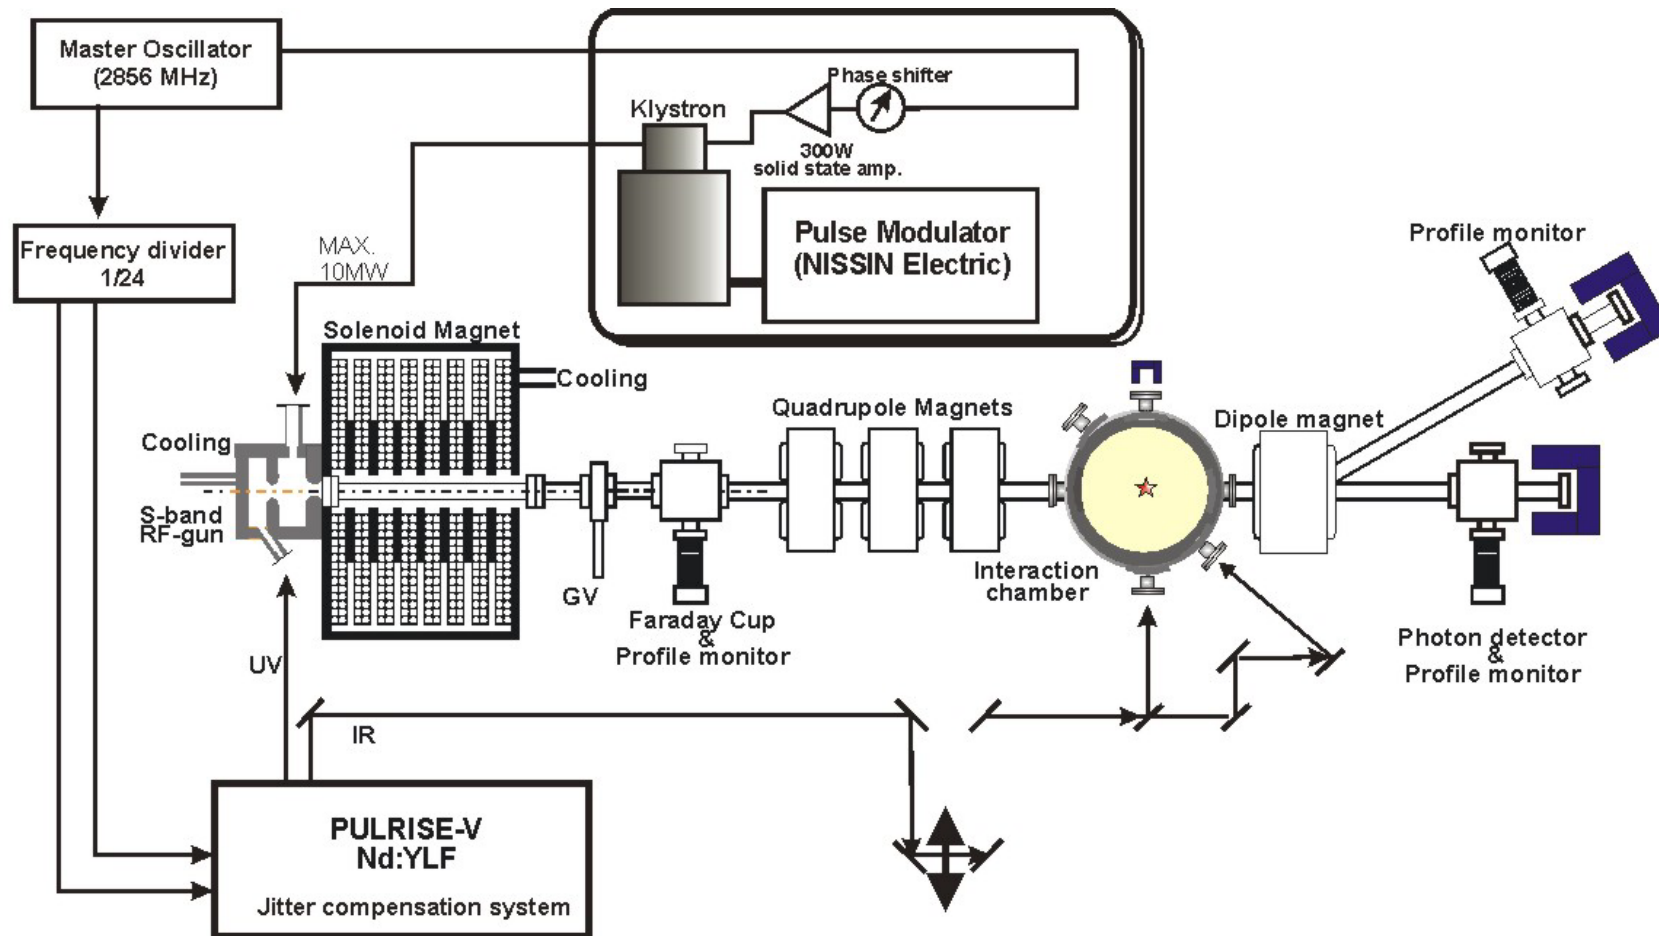 Master Oscillator
(2856 MHz)
Phase shifter
Klystron
300W
solid state amp.
Pulse Modulator
(NISSIN Electric)
Frequency divider
1/24
MAX.
10MW
Profile monitor
Solenoid Magnet
Cooling
Quadrupole Magnets
Dipole magnet
Cooling
S-band
RF-gun
GV
Interaction
chamber
Faraday Cup
&
Profile monitor
Photon detector
&
Profile monitor
UV
IR
PULRISE-V
Nd:YLF
Jitter compensation system